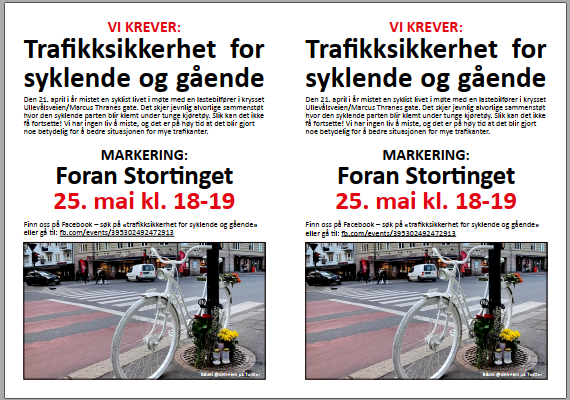 VI KREVER:
Trafikksikkerhet for
syklende og gående
Den 21. april i år mistet en syklist livet i møte med en lastebilfører i krysset
Ullevålsveien/Marcus Thranes gate. Det skjer jevnlig alvorlige sammenstøt
hvor den syklende parten blir klemt under tunge kjøretøy. Slik kan det ikke
få fortsette! Vi har ingen liv å miste, og det er på høy tid at det blir gjort
noe betydelig for å bedre situasjonen for mye trafikanter.
MARKERING:
Foran Stortinget
25. mai kl. 18-19
Finn oss på Facebook – søk på «trafikksikkerhet for syklende og gående»
eller gå til: fb.com/events/395302492472913
VI KREVER:
Trafikksikkerhet for
syklende og gående
Den 21. april i år mistet en syklist livet i møte med en lastebilfører i krysset
Ullevålsveien/Marcus Thranes gate. Det skjer jevnlig alvorlige sammenstøt
hvor den syklende parten blir klemt under tunge kjøretøy. Slik kan det ikke
få fortsette! Vi har ingen liv å miste, og det er på høy tid at det blir gjort
noe betydelig for å bedre situasjonen for mye trafikanter.
MARKERING:
Foran Stortinget
25. mai kl. 18-19
Finn oss på Facebook – søk på «trafikksikkerhet for syklende og gående»
eller gå til: fb.com/events/395302492472913